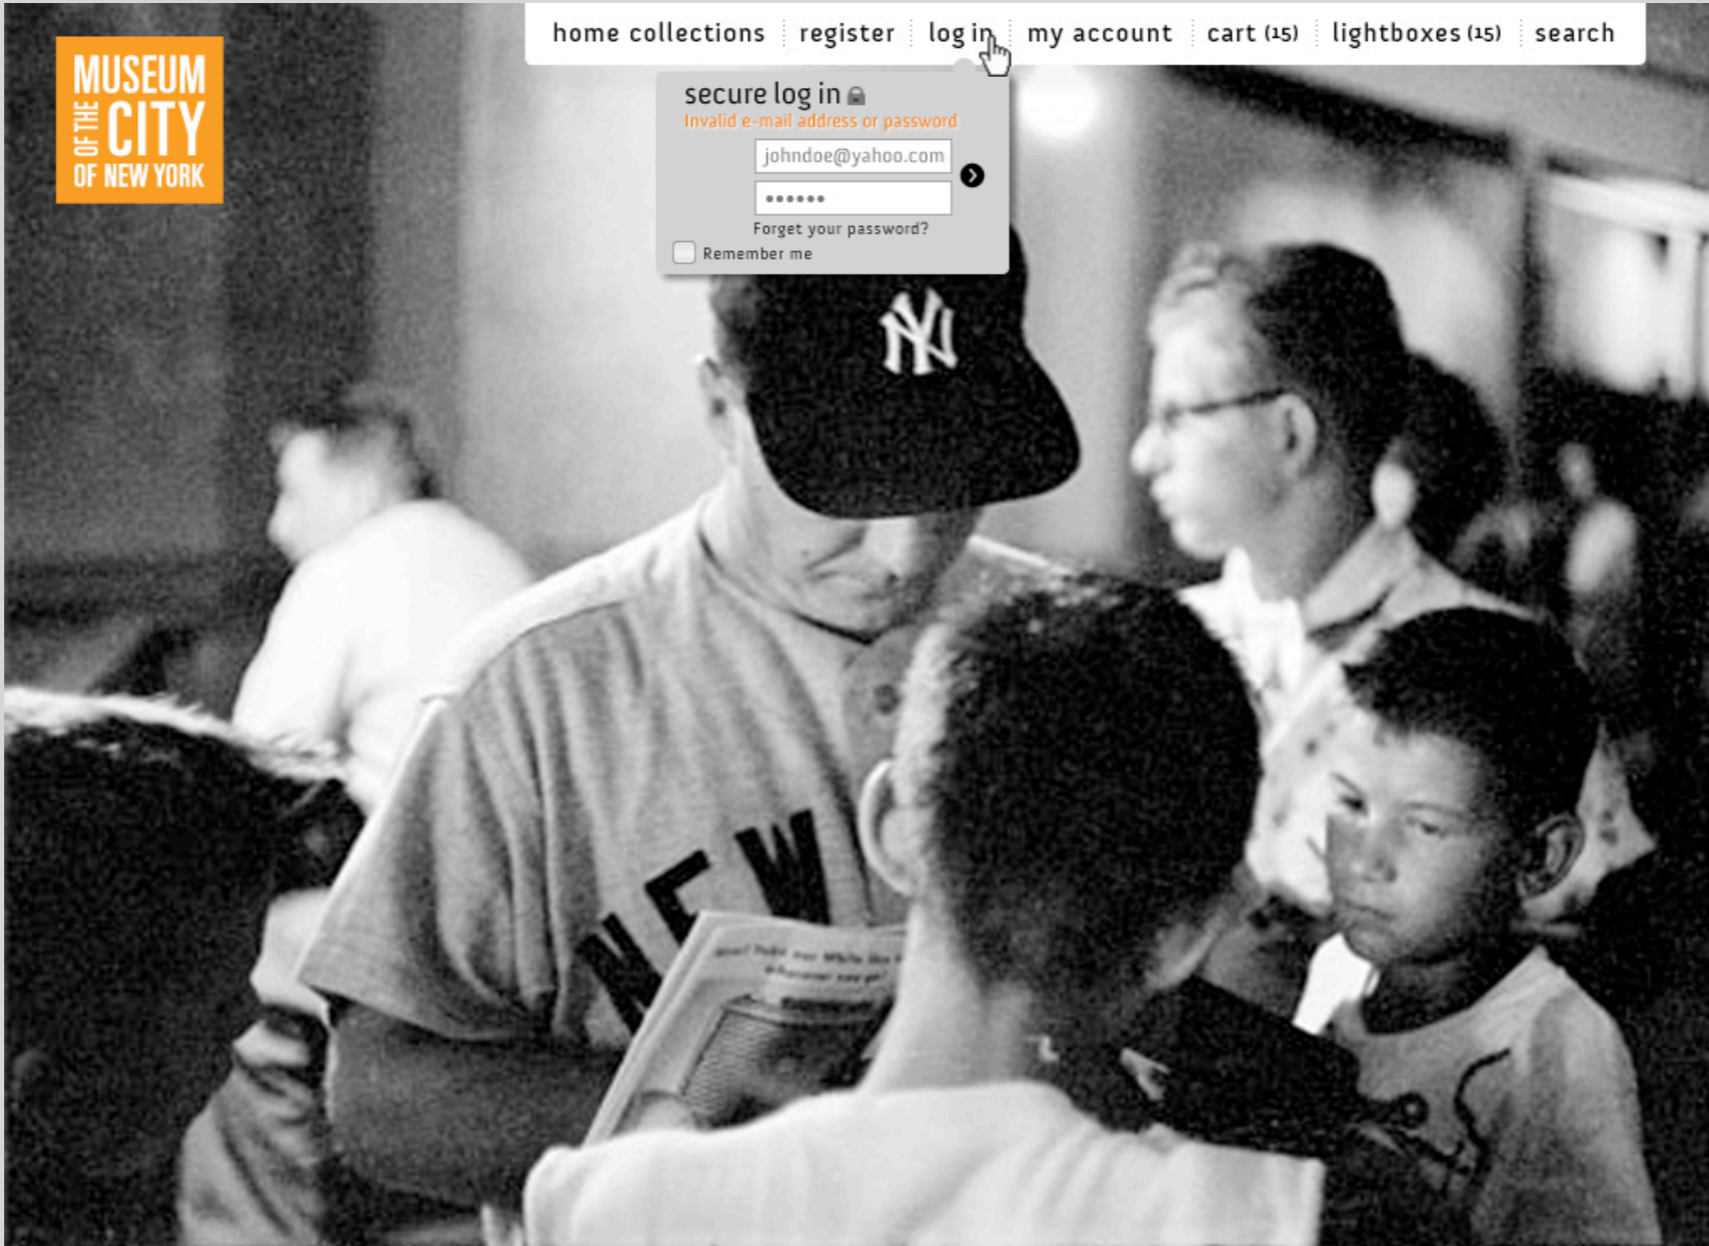 home collections
register
log in
my account
cart (15)
lightboxes (15)
search
MUSEUM
OF THE
CITY
OF NEW YORK
secure log in
Invalid e-mail address or password
johndoe@yahoo.com
••••••
Forget your password?
Remember me
NY
NEW